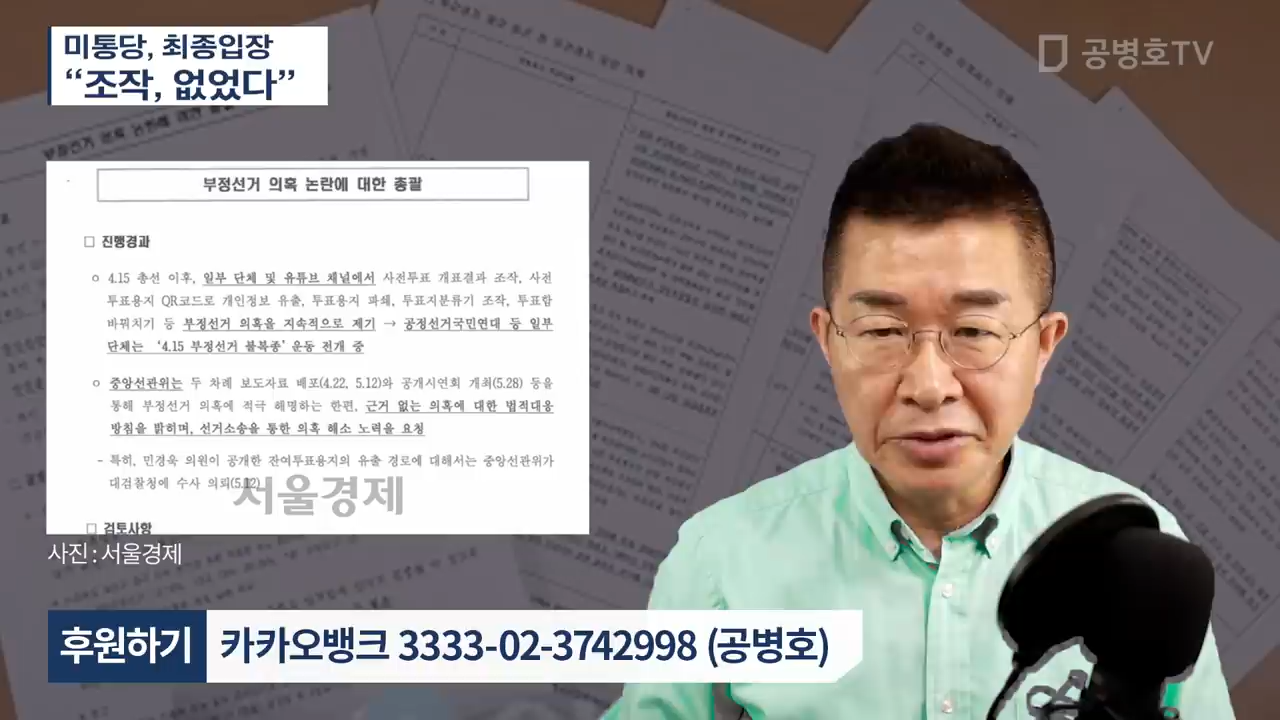 미통당, 최종입장
“조작, 없었다”
공병호TV
부정선거 의혹 논란에 대한 총괄
□ 진행경과
○ 4.15 총선 이후, 일부 단체 및 유튜브 채널에서 사전투표 개표결과 조작, 사전
투표용지 QR코드로 개인정보 유출, 투표용지 파쇄, 투표지분류기 조작, 투표함
바꿔치기 등 부정선거 의혹을 지속적으로 제기 → 공정선거국민연대 등 일부
단체는 ‘4.15 부정선거 불복종’ 운동 전개 중
○ 중앙선관위는 두 차례 보도자료 배포(4.22, 5.12)와 공개시연회 개최(5.28) 등을
통해 부정선거 의혹에 적극 해명하는 한편, 근거 없는 의혹에 대한 법적대응
방침을 밝히며, 선거소송을 통한 의혹 해소 노력을 요청
- 특히, 민경욱 의원이 공개한 잔여투표용지의 유출 경로에 대해서는 중앙선관위가
대검찰청에 수사 의뢰(5.12)
서울경제
□ 검토사항
사진 : 서울경제
후원하기 카카오뱅크 3333-02-3742998 (공병호)